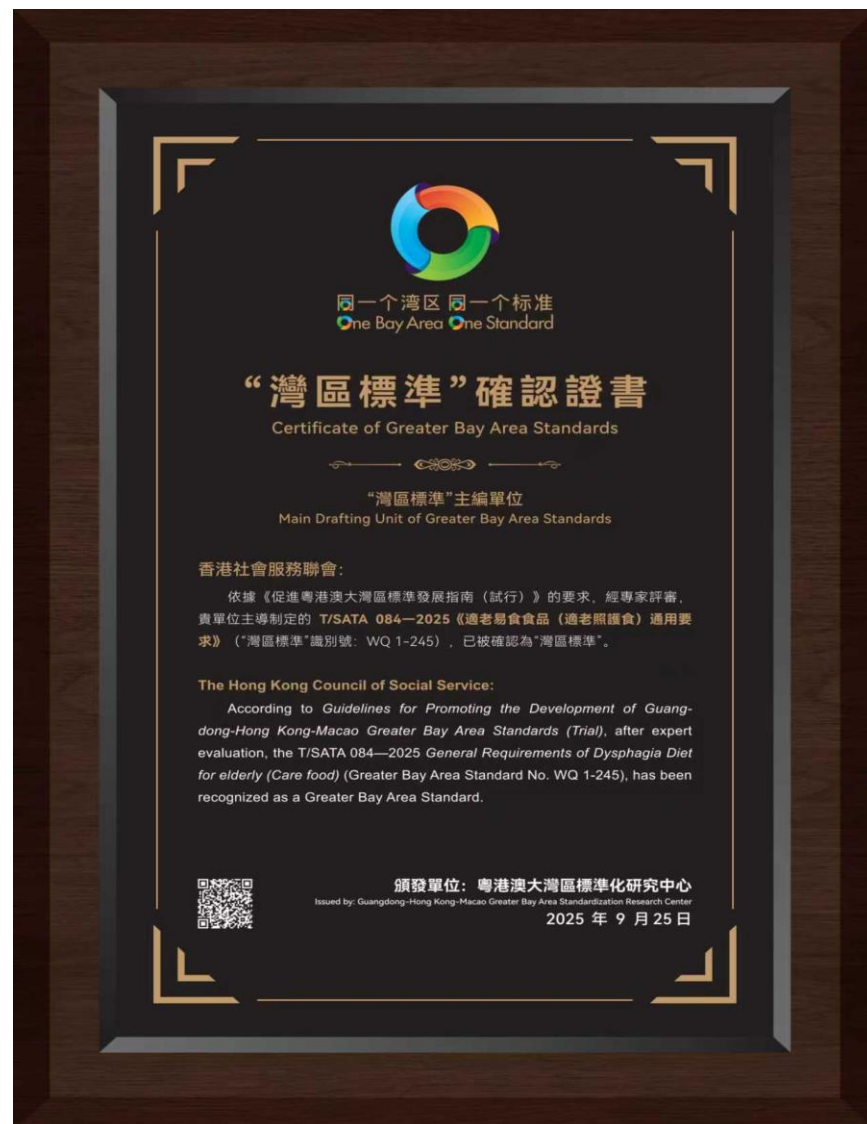 同一个湾区 同一个标准
One Bay Area One Standard
“灣區標準”確認證書
Certificate of Greater Bay Area Standards
“灣區標準”主編單位
Main Drafting Unit of Greater Bay Area Standards
香港社會服務聯會：
依據《促進粵港澳大灣區標準發展指南（試行）》的要求，經專家評審，
貴單位主導制定的 T/SATA 084—2025《適老易食食品（適老照護食）通用要
求》（“灣區標準”識別號：WQ 1-245），已被確認為“灣區標準”。
The Hong Kong Council of Social Service:
According to Guidelines for Promoting the Development of Guang-
dong-Hong Kong-Macao Greater Bay Area Standards (Trial), after expert
evaluation, the T/SATA 084—2025 General Requirements of Dysphagia Diet
for elderly (Care food) (Greater Bay Area Standard No. WQ 1-245), has been
recognized as a Greater Bay Area Standard.
頒發單位：粵港澳大灣區標準化研究中心
Issued by: Guangdong-Hong Kong-Macao Greater Bay Area Standardization Research Center
2025 年 9 月 25 日